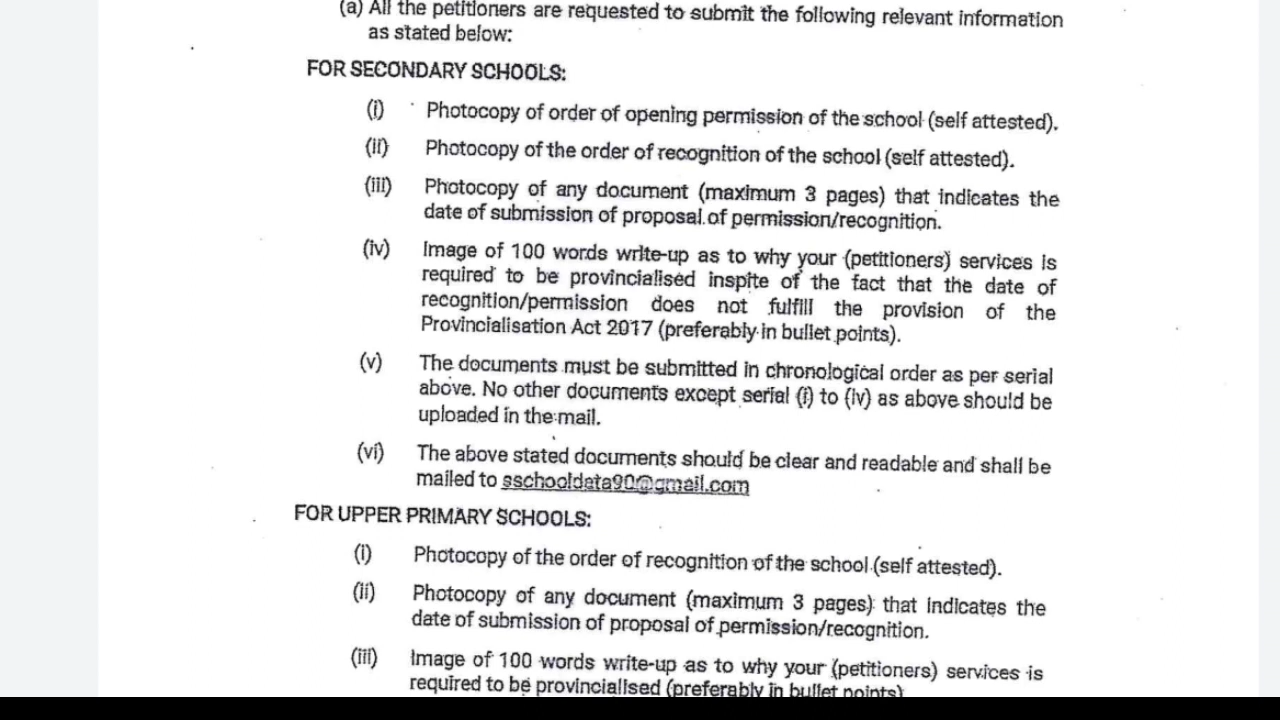 (a) All the petitioners are requested to submit the following relevant information
as stated below:
FOR SECONDARY SCHOOLS:
(i) Photocopy of order of opening permission of the school (self attested).
(ii) Photocopy of the order of recognition of the school (self attested).
(iii) Photocopy of any document (maximum 3 pages) that indicates the
date of submission of proposal of permission/recognition.
(iv) Image of 100 words write-up as to why your (petitioners) services is
required to be provincialised inspite of the fact that the date of
recognition/permission does not fulfill the provision of the
Provincialisation Act 2017 (preferably in bullet points).
(v) The documents must be submitted in chronological order as per serial
above. No other documents except serial (i) to (iv) as above should be
uploaded in the mail.
(vi) The above stated documents should be clear and readable and shall be
mailed to sschooldata90@gmail.com
FOR UPPER PRIMARY SCHOOLS:
(i) Photocopy of the order of recognition of the school (self attested).
(ii) Photocopy of any document (maximum 3 pages) that indicates the
date of submission of proposal of permission/recognition.
(iii) Image of 100 words write-up as to why your (petitioners) services is
required to be provincialised (preferably in bullet points)